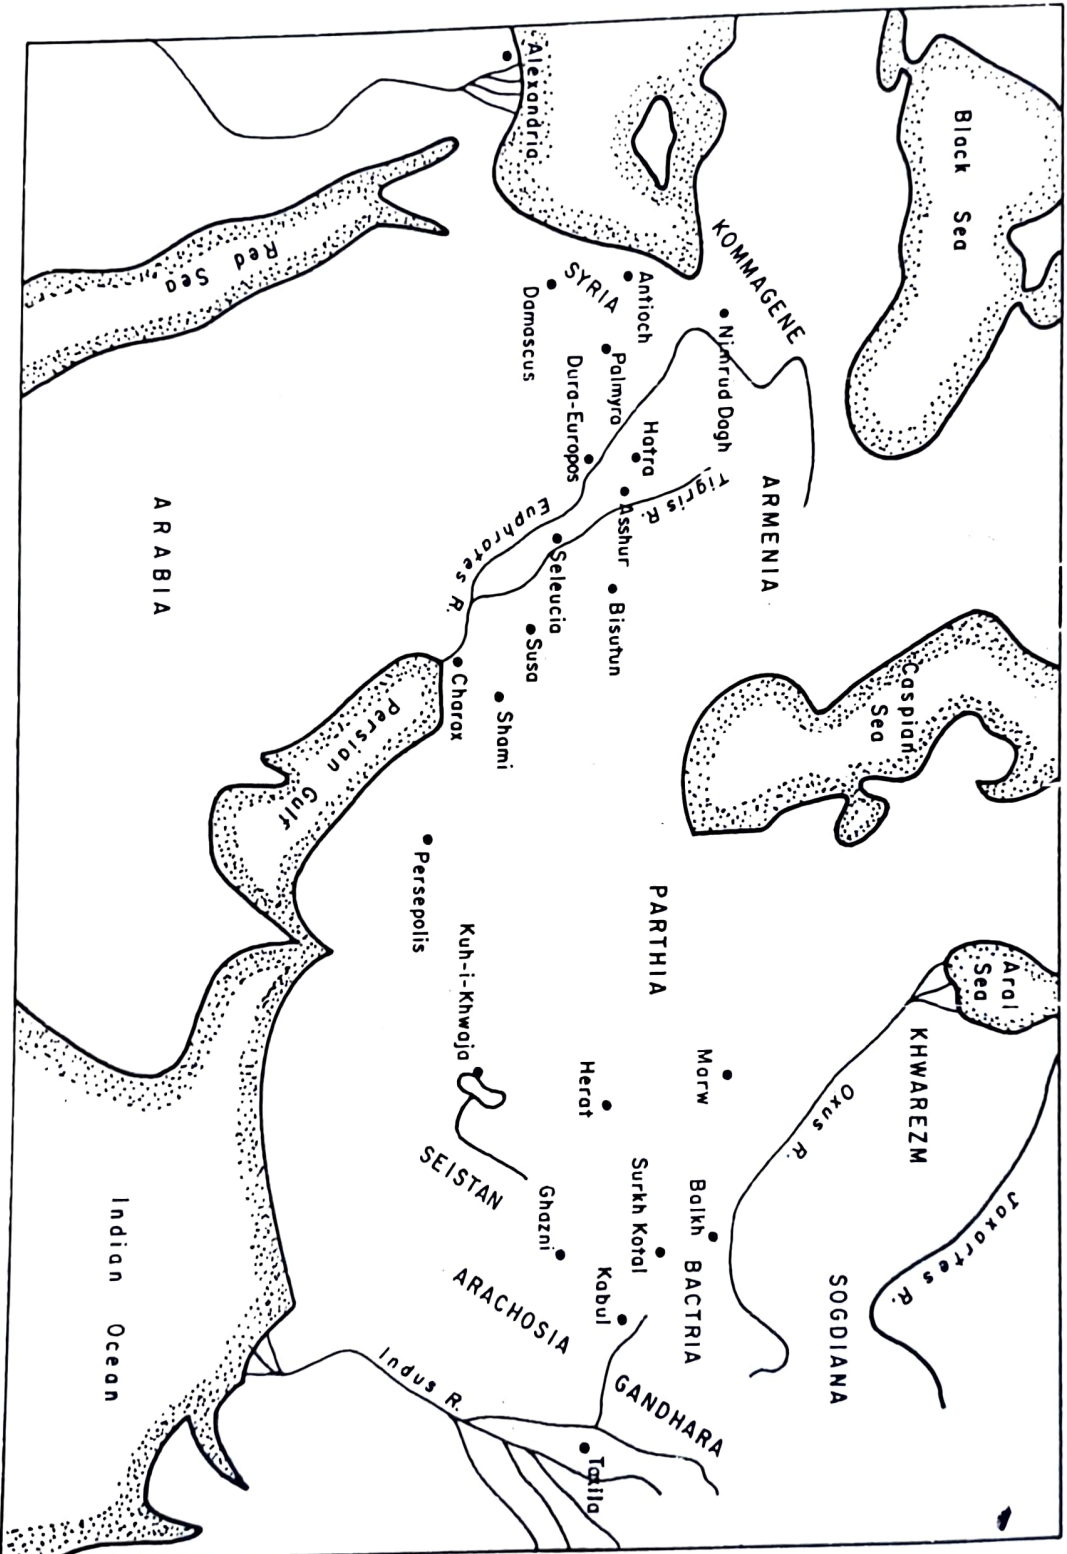 Black Sea
Caspian
Sea
Aral
Sea
KHWAREZM
Jaxartes R.
Oxus R.
SOGDIANA
KOMMAGENE
Nimrud Dagh
ARMENIA
Tigris R.
Alexandria
Antioch
SYRIA
Damascus
Palmyra
Dura-Europos
Hatra
Asshur
Euphrates R.
Seleucia
Bisutun
Susa
Shami
Charax
PARTHIA
Marw
Herat
Balkh
BACTRIA
Surkh Kotal
Kabul
Ghazni
GANDHARA
Taxila
Persepolis
Kuh-i-Khwaja
SEISTAN
ARACHOSIA
Indus R.
Red Sea
ARABIA
Persian Gulf
Indian Ocean